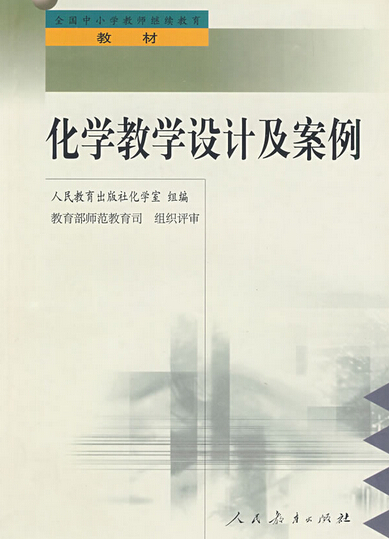 全国中小学教师继续教育
教材
化学教学设计及案例
人民教育出版社化学室 组编
教育部师范教育司 组织评审
人民教育出版社